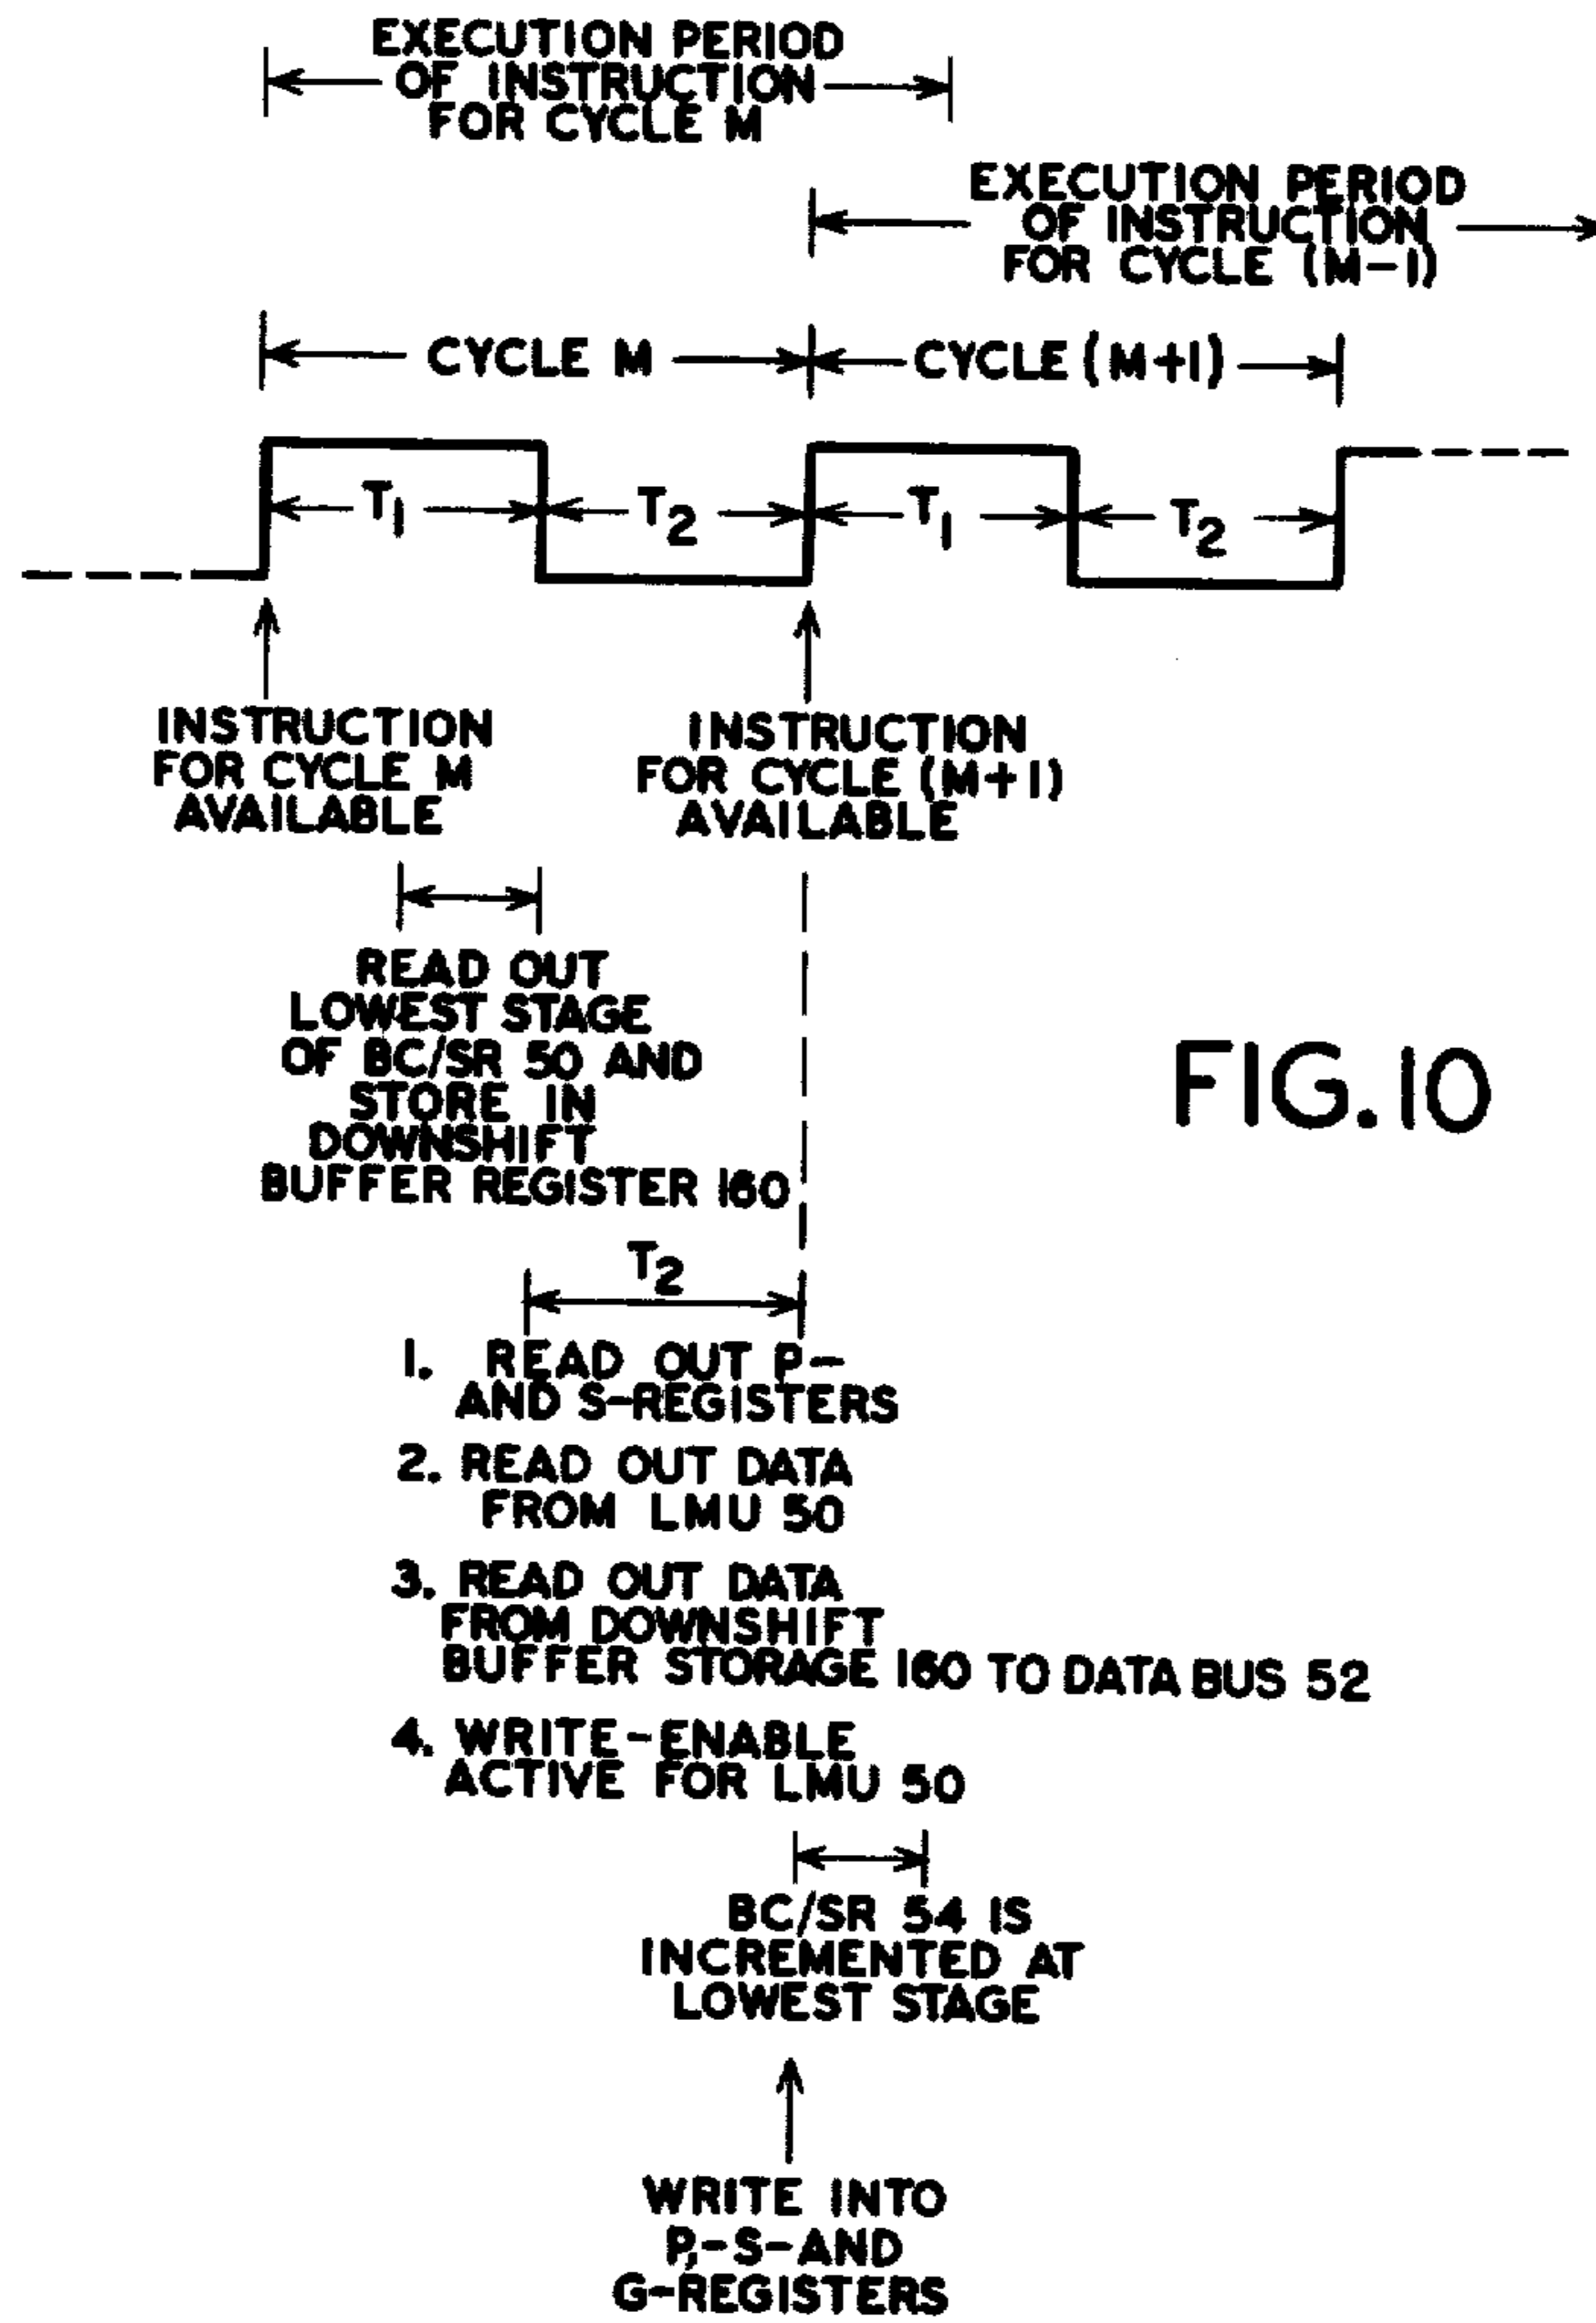 EXECUTION PERIOD
OF INSTRUCTION
FOR CYCLE M
EXECUTION PERIOD
OF INSTRUCTION
FOR CYCLE (M-1)
CYCLE M
CYCLE (M+1)
T1
T2
T1
T2
INSTRUCTION
FOR CYCLE M
AVAILABLE
INSTRUCTION
FOR CYCLE (M+1)
AVAILABLE
READ OUT
LOWEST STAGE
OF BC/SR 50 AND
STORE IN
DOWNSHIFT
BUFFER REGISTER 160
FIG. 10
T2
1. READ OUT P-
AND S-REGISTERS
2. READ OUT DATA
FROM LMU 50
3. READ OUT DATA
FROM DOWNSHIFT
BUFFER STORAGE 160 TO DATA BUS 52
4. WRITE-ENABLE
ACTIVE FOR LMU 50
BC/SR 54 IS
INCREMENTED AT
LOWEST STAGE
WRITE INTO
P,-S-AND
G-REGISTERS